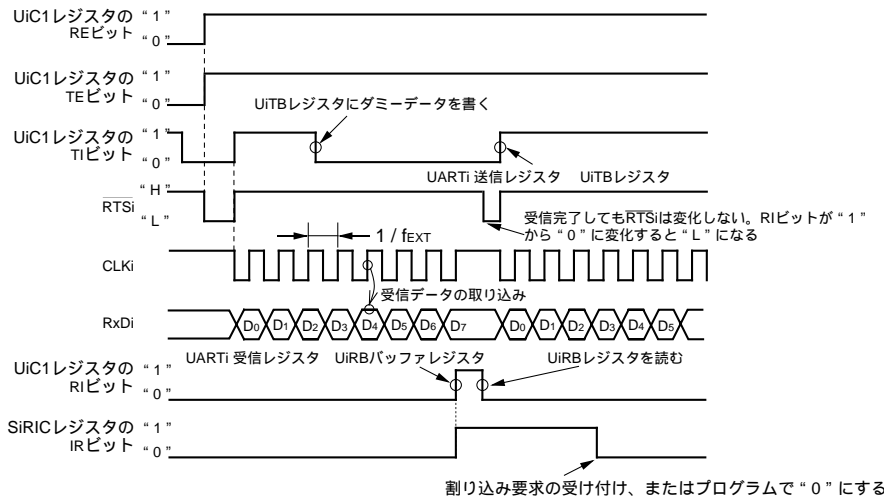 UiC1レジスタの “ 1 ”
REビット “ 0 ”
UiC1レジスタの “ 1 ”
TEビット “ 0 ”
UiTBレジスタにダミーデータを書く
UiC1レジスタの “ 1 ”
TIビット “ 0 ”
UARTi 送信レジスタ UiTBレジスタ
“ H ”
RTSi
“ L ”
受信完了してもRTSiは変化しない。RIビットが “ 1 ”
から “ 0 ” に変化すると “ L ” になる
1 / fEXT
CLKi
受信データの取り込み
RxDi D0 D1 D2 D3 D4 D5 D6 D7 D0 D1 D2 D3 D4 D5
UARTi 受信レジスタ UiRBバッファレジスタ UiRBレジスタを読む
UiC1レジスタの “ 1 ”
RIビット “ 0 ”
SiRICレジスタの “ 1 ”
IRビット “ 0 ”
割り込み要求の受け付け、またはプログラムで “ 0 ” にする